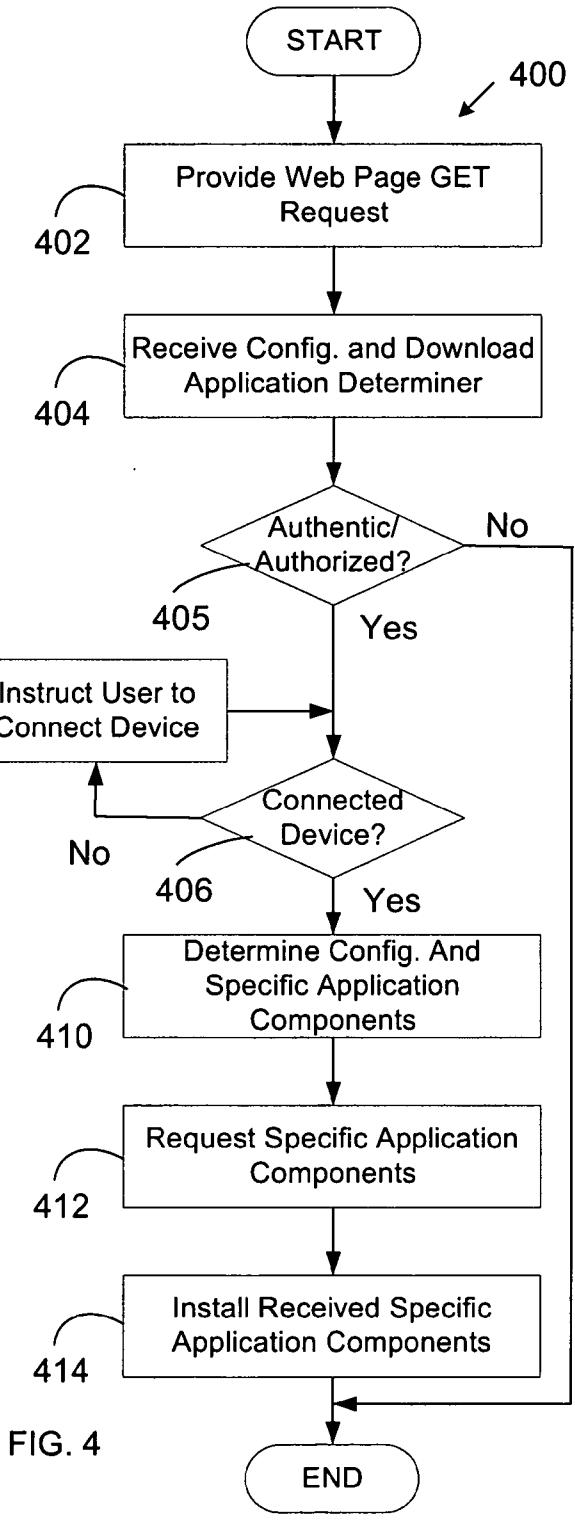 START
400
Provide Web Page GET
Request
402
Receive Config. and Download
Application Determiner
404
Authentic/
Authorized?
No
405
Yes
Instruct User to
Connect Device
Connected
Device?
No
406
Yes
Determine Config. And
Specific Application
Components
410
Request Specific Application
Components
412
Install Received Specific
Application Components
414
FIG. 4
END